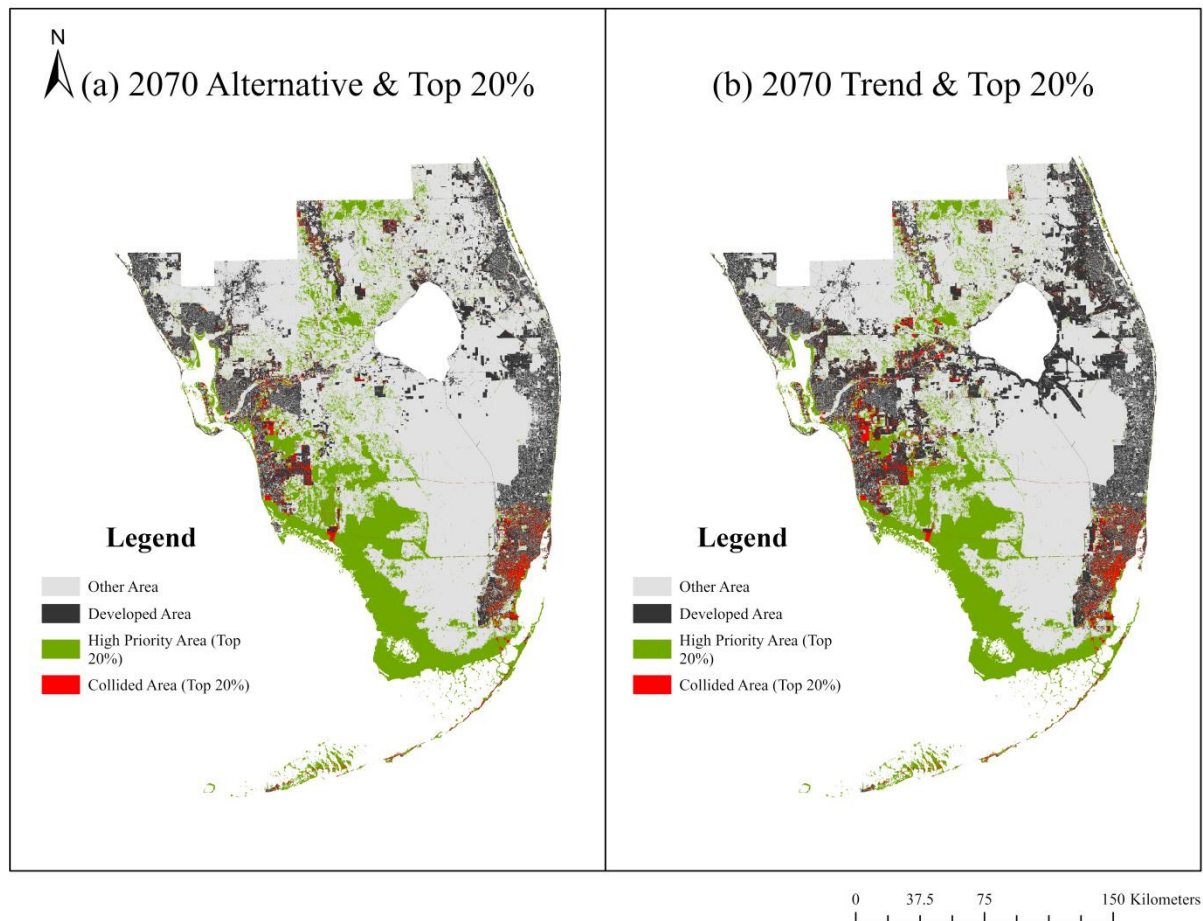 N
(a) 2070 Alternative & Top 20%
Legend
Other Area
Developed Area
High Priority Area (Top
20%)
Collided Area (Top 20%)
(b) 2070 Trend & Top 20%
Legend
Other Area
Developed Area
High Priority Area (Top
20%)
Collided Area (Top 20%)
0 37.5 75 150 Kilometers